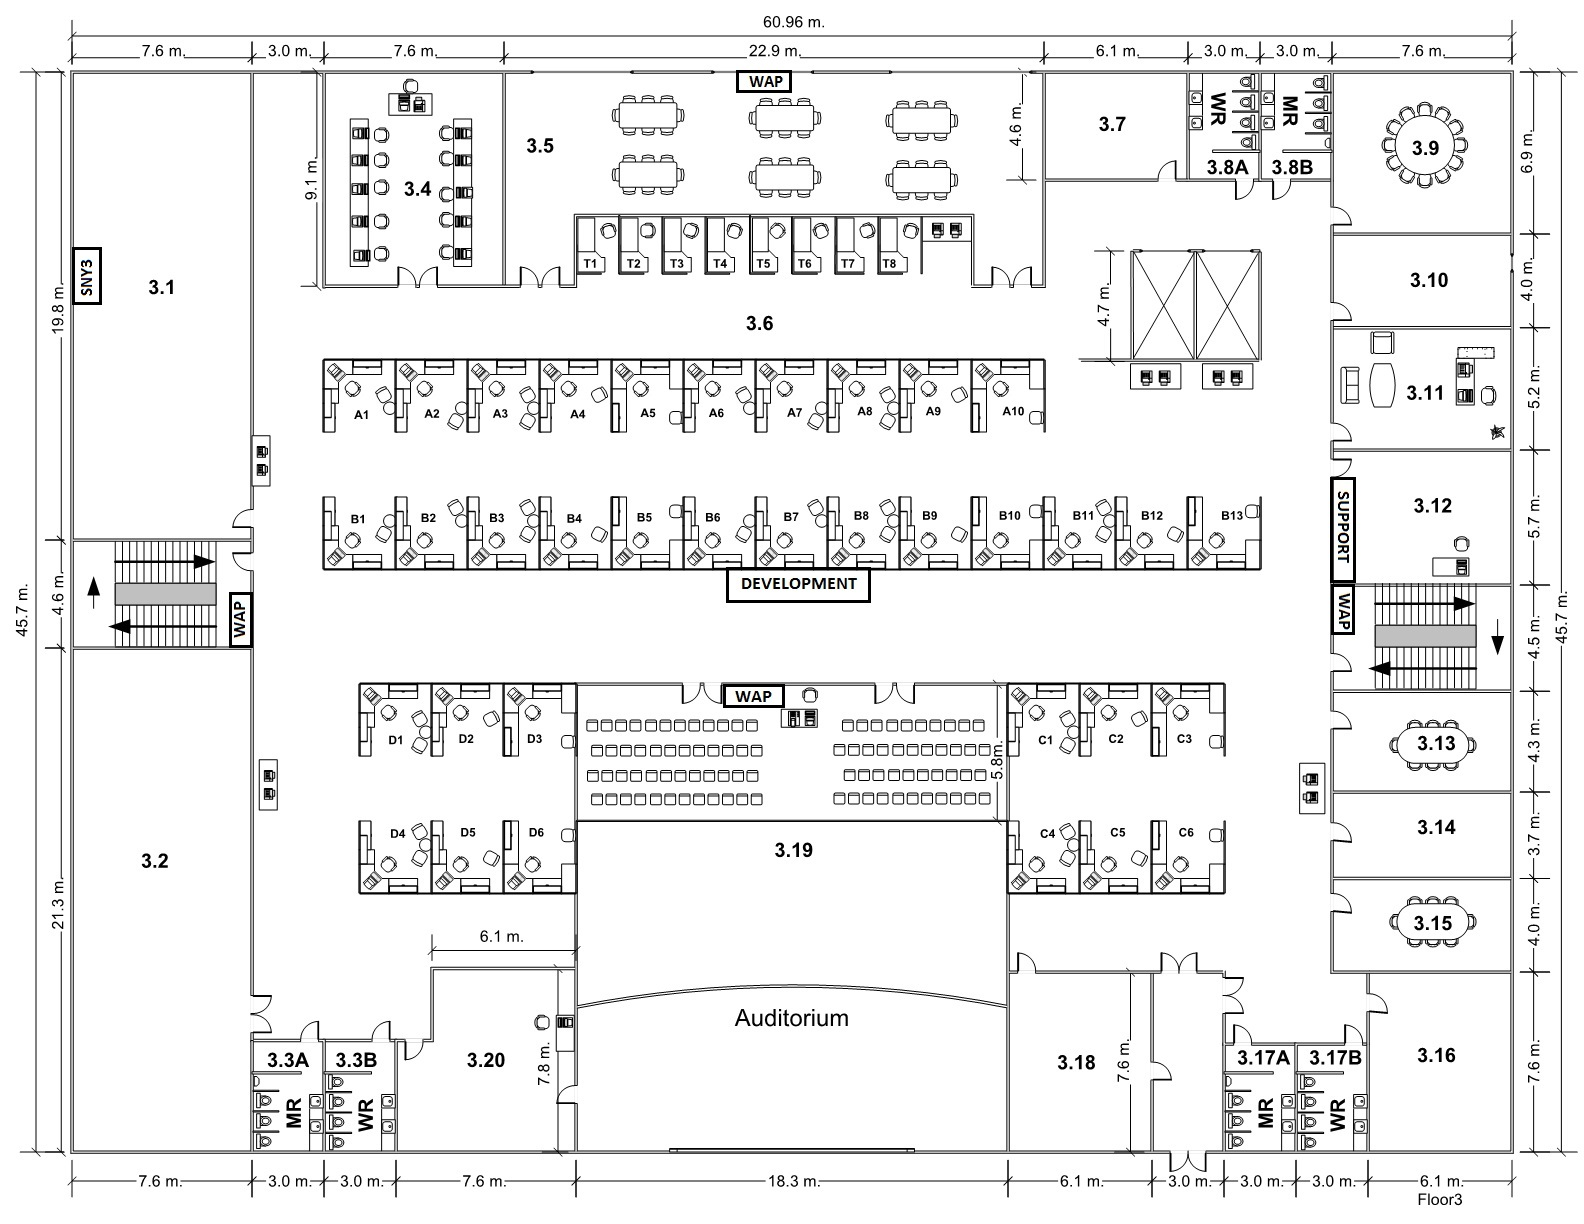 60.96 m.
7.6 m.
3.0 m.
7.6 m.
22.9 m.
6.1 m.
3.0 m.
3.0 m.
7.6 m.
WAP
3.5
3.4
9.1 m.
4.6 m.
3.7
WR
3.8A
MR
3.8B
3.9
6.9 m.
SNY3
3.1
19.8 m.
T1
T2
T3
T4
T5
T6
T7
T8
3.6
4.7 m.
3.10
4.0 m.
3.11
5.2 m.
A1
A2
A3
A4
A5
A6
A7
A8
A9
A10
B1
B2
B3
B4
B5
B6
B7
B8
B9
B10
B11
B12
B13
SUPPORT
3.12
5.7 m.
DEVELOPMENT
45.7 m.
4.6 m.
WAP
WAP
4.5 m.
45.7 m.
WAP
D1
D2
D3
5.8m.
C1
C2
C3
3.13
4.3 m.
D4
D5
D6
C4
C5
C6
3.14
3.7 m.
3.2
21.3 m.
3.19
3.15
4.0 m.
6.1 m.
Auditorium
3.3A
MR
3.3B
WR
3.20
7.8 m.
3.18
7.6 m.
3.17A
MR
3.17B
WR
3.16
7.6 m.
7.6 m.
3.0 m.
3.0 m.
7.6 m.
18.3 m.
6.1 m.
3.0 m.
3.0 m.
3.0 m.
6.1 m.
Floor3